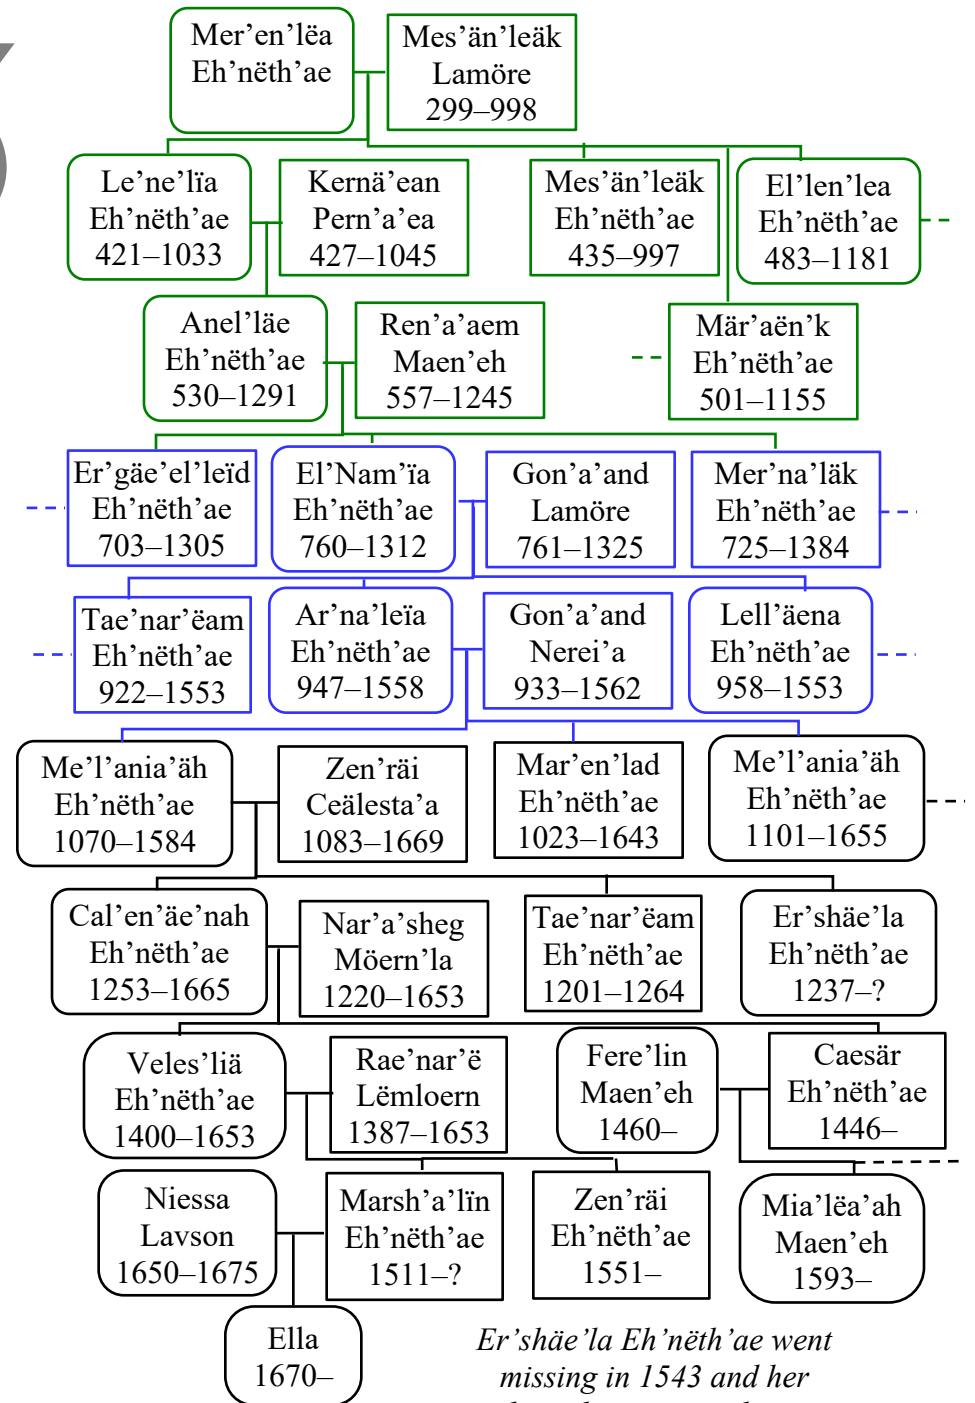 Mer’en’lëa
Eh’nëth’ae
Mes’än’leäk
Lamöre
299–998
Le’ne’lïa
Eh’nëth’ae
421–1033
Kernä’ean
Pern’a’ea
427–1045
Mes’än’leäk
Eh’nëth’ae
435–997
El’len’lea
Eh’nëth’ae
483–1181
Anel’läe
Eh’nëth’ae
530–1291
Ren’a’aem
Maen’eh
557–1245
Mär’aën’k
Eh’nëth’ae
501–1155
Er’gäe’el’leïd
Eh’nëth’ae
703–1305
El’Nam’ïa
Eh’nëth’ae
760–1312
Gon’a’and
Lamöre
761–1325
Mer’na’läk
Eh’nëth’ae
725–1384
Tae’nar’ëam
Eh’nëth’ae
922–1553
Ar’na’leïa
Eh’nëth’ae
947–1558
Gon’a’and
Nerei’a
933–1562
Lell’äena
Eh’nëth’ae
958–1553
Me’l’ania’äh
Eh’nëth’ae
1070–1584
Zen’räi
Ceälesta’a
1083–1669
Mar’en’lad
Eh’nëth’ae
1023–1643
Me’l’ania’äh
Eh’nëth’ae
1101–1655
Cal’en’äe’nah
Eh’nëth’ae
1253–1665
Nar’a’sheg
Möern’la
1220–1653
Tae’nar’ëam
Eh’nëth’ae
1201–1264
Er’shäe’la
Eh’nëth’ae
1237–?
Veles’liä
Eh’nëth’ae
1400–1653
Rae’nar’ë
Lëmloern
1387–1653
Fere’lin
Maen’eh
1460–
Caesär
Eh’nëth’ae
1446–
Niessa
Lavson
1650–1675
Marsh’a’lïn
Eh’nëth’ae
1511–?
Zen’räi
Eh’nëth’ae
1551–
Mia’lëa’ah
Maen’eh
1593–
Ella
1670–
Er’shäe’la Eh’nëth’ae went
missing in 1543 and her